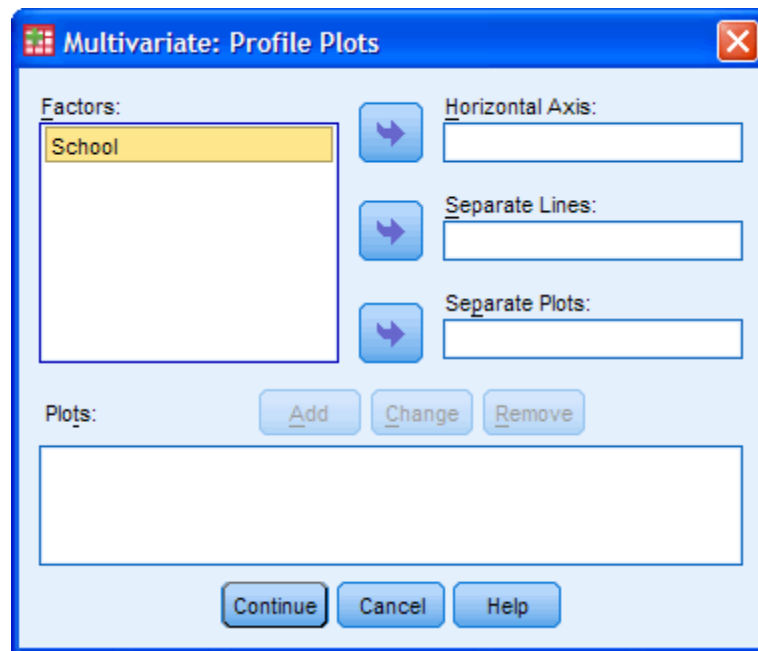 Multivariate: Profile Plots
Factors:
School
Horizontal Axis:
Separate Lines:
Separate Plots:
Plots:
Add Change Remove
Continue Cancel Help